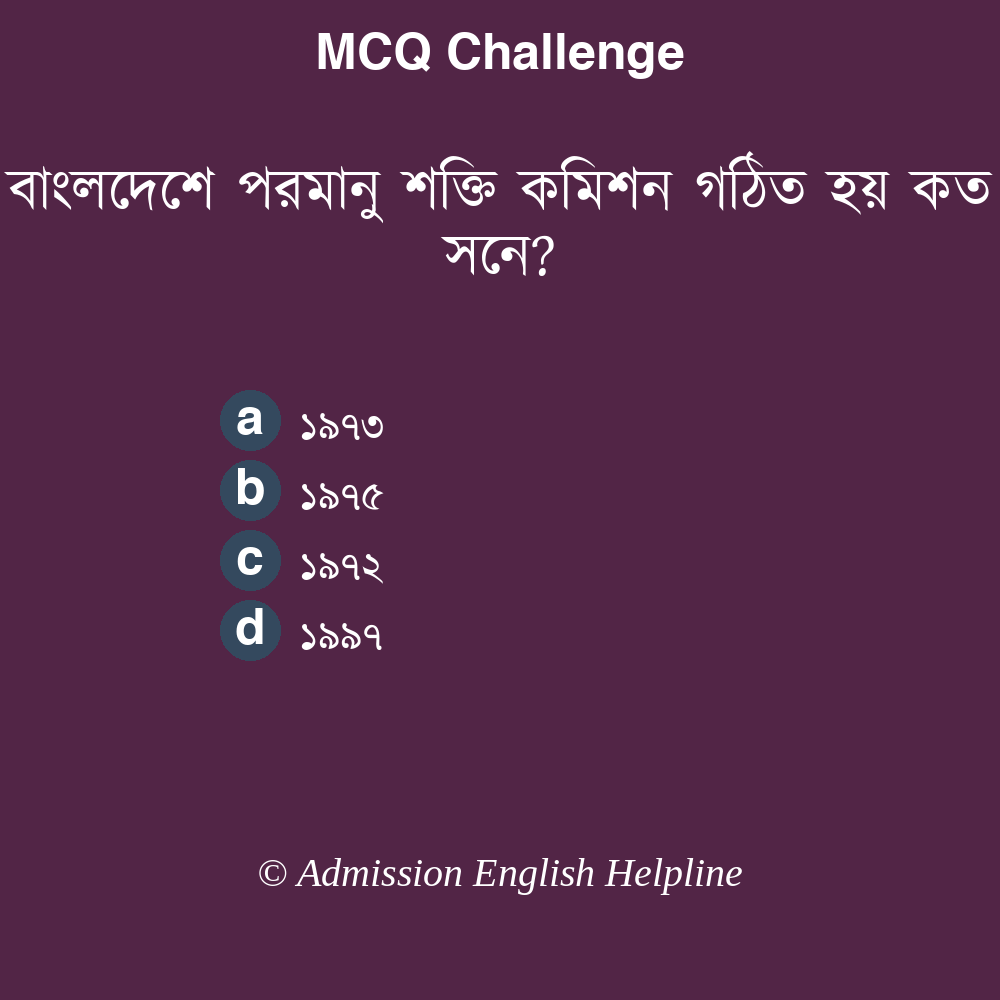 MCQ Challenge
বাংলদেশে পরমানু শক্তি কমিশন গঠিত হয় কত
সনে?
a ১৯৭৩
b ১৯৭৫
c ১৯৭২
d ১৯৯৭
© Admission English Helpline